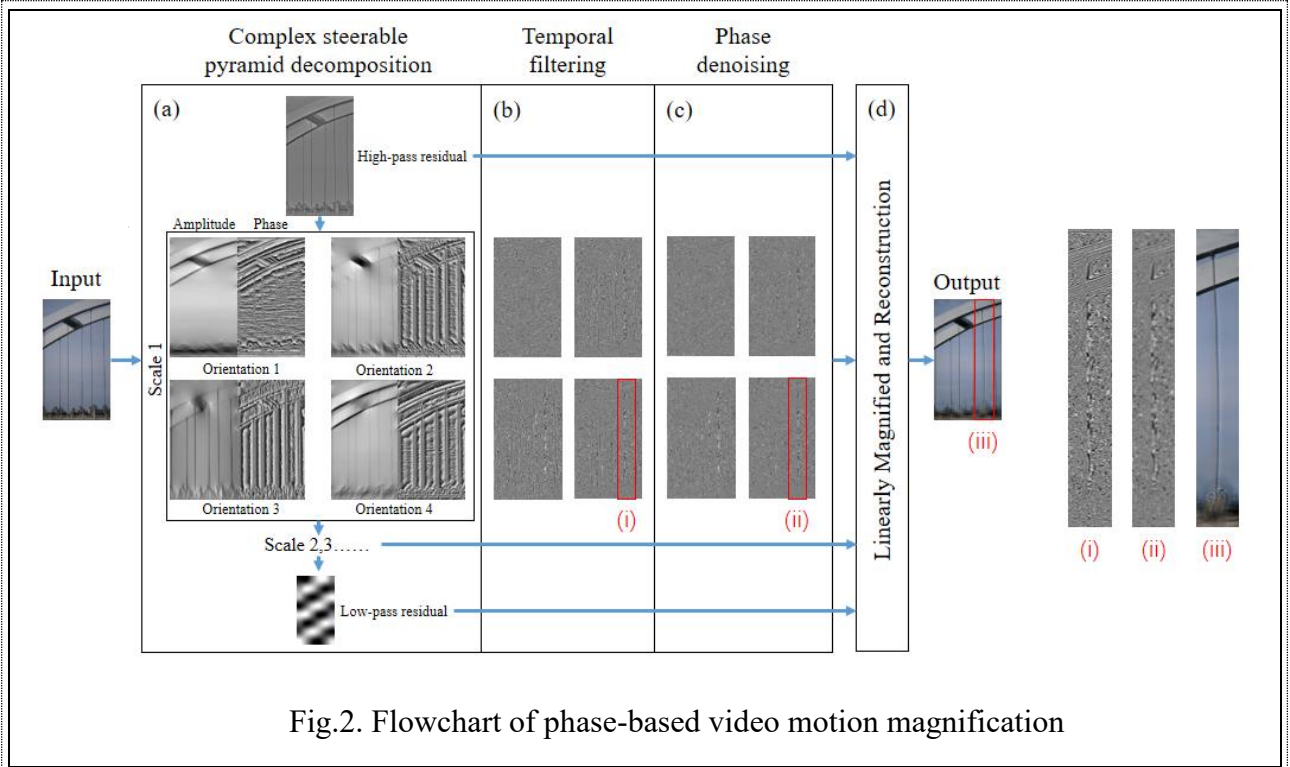 Complex steerable
pyramid decomposition
Temporal
filtering
Phase
denoising
(a)
(b)
(c)
(d)
High-pass residual
Amplitude
Phase
Input
Scale 1
Orientation 1
Orientation 2
Orientation 3
Orientation 4
(i)
(ii)
Scale 2,3……
Low-pass residual
Linearly Magnified and Reconstruction
Output
(iii)
(i)
(ii)
(iii)
Fig.2. Flowchart of phase-based video motion magnification